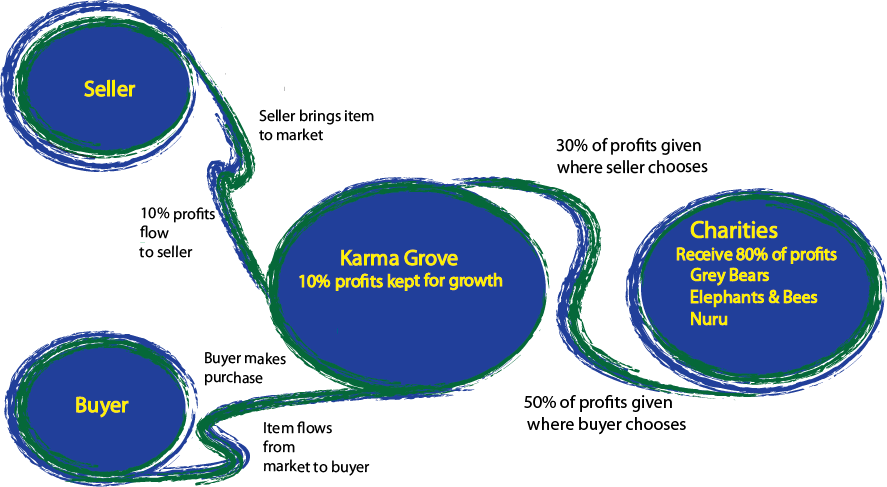 Seller
Seller brings item
to market
10% profits
flow
to seller
30% of profits given
where seller chooses
Karma Grove
10% profits kept for growth
Charities
Receive 80% of profits
Grey Bears
Elephants & Bees
Nuru
Buyer makes
purchase
Buyer
Item flows
from
market to buyer
50% of profits given
where buyer chooses